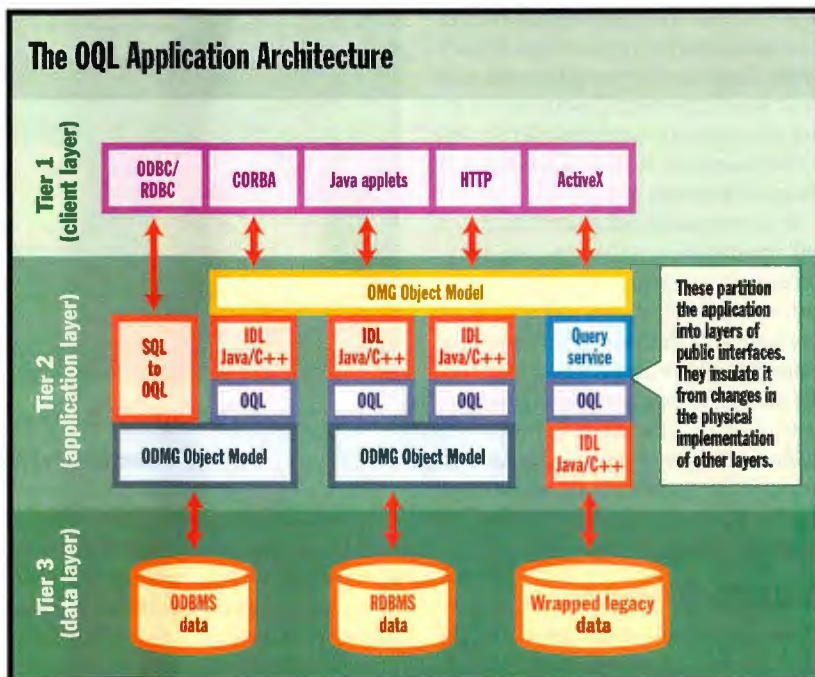 The OQL Application Architecture
Tier 1
(client layer)
ODBC/
RDBC
CORBA
Java applets
HTTP
ActiveX
Tier 2
(application layer)
OMG Object Model
SQL
to
OQL
IDL
Java/C++
IDL
Java/C++
IDL
Java/C++
Query
service
OQL
OQL
OQL
OQL
ODMG Object Model
ODMG Object Model
IDL
Java/C++
These partition
the application
into layers of
public interfaces.
They insulate it
from changes in
the physical
implementation
of other layers.
Tier 3
(data layer)
ODBMS
data
RDBMS
data
Wrapped legacy
data